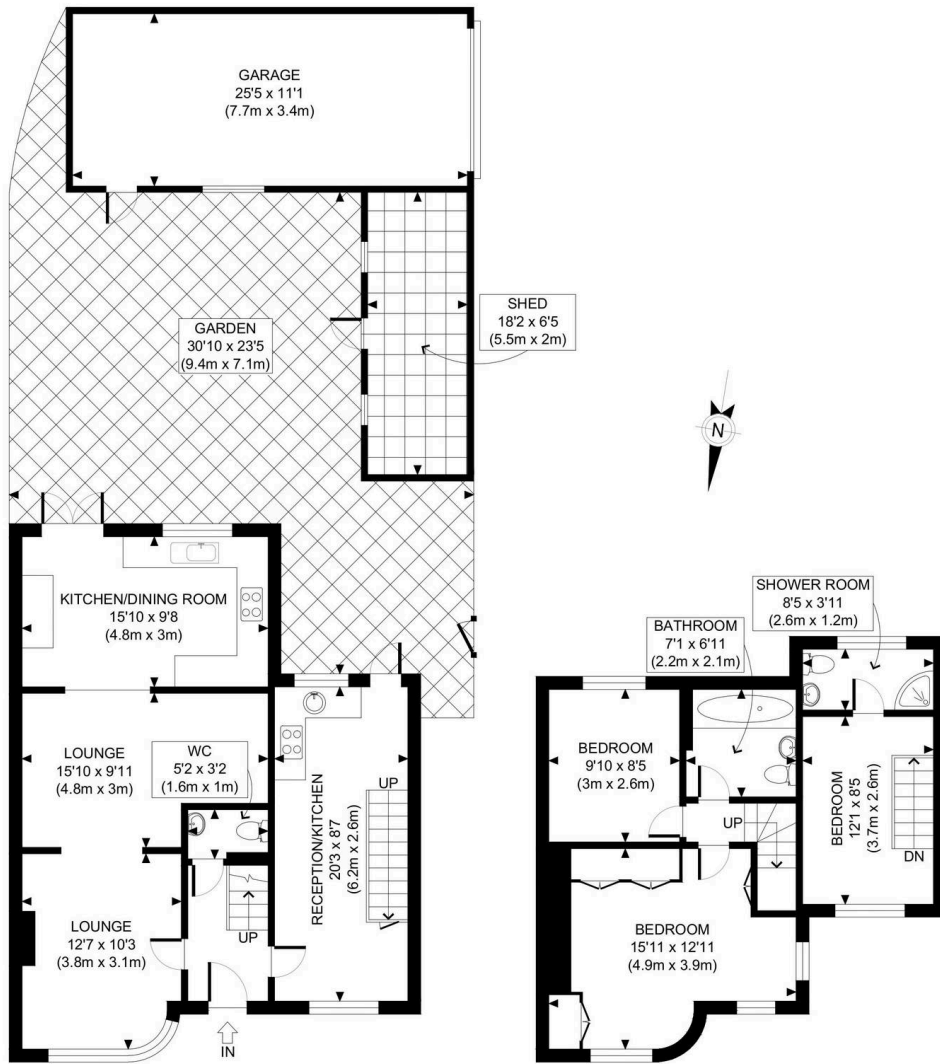 GARAGE
25'5 x 11'1
(7.7m x 3.4m)
GARDEN
30'10 x 23'5
(9.4m x 7.1m)
SHED
18'2 x 6'5
(5.5m x 2m)
N
KITCHEN/DINING ROOM
15'10 x 9'8
(4.8m x 3m)
LOUNGE
15'10 x 9'11
(4.8m x 3m)
WC
5'2 x 3'2
(1.6m x 1m)
RECEPTION/KITCHEN
20'3 x 8'7
(6.2m x 2.6m)
UP
LOUNGE
12'7 x 10'3
(3.8m x 3.1m)
UP
IN
SHOWER ROOM
8'5 x 3'11
(2.6m x 1.2m)
BATHROOM
7'1 x 6'11
(2.2m x 2.1m)
BEDROOM
9'10 x 8'5
(3m x 2.6m)
UP
BEDROOM
12'1 x 8'5
(3.7m x 2.6m)
DN
BEDROOM
15'11 x 12'11
(4.9m x 3.9m)